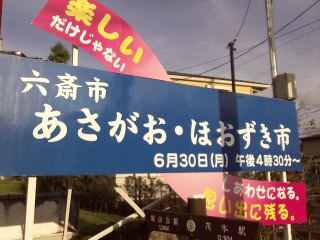 楽しい
だけじゃない
六斎市
あさがお・ほおずき市
6月30日(月) 午後4時30分～
しあわせになる。
思い出に残る。
茂木駅